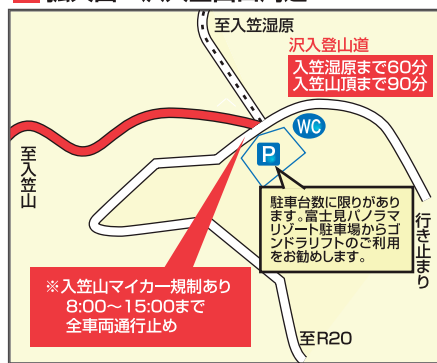 至入笠湿原
沢入登山道
入笠湿原まで60分
入笠山頂まで90分
WC
P
至入笠山
駐車台数に限りがあり
ます。富士見パノラマ
リゾート駐車場からゴ
ンドラリフトのご利用
をお勧めします。
行き止まり
※入笠山マイカー規制あり
8:00〜15:00まで
全車両通行止め
至R20